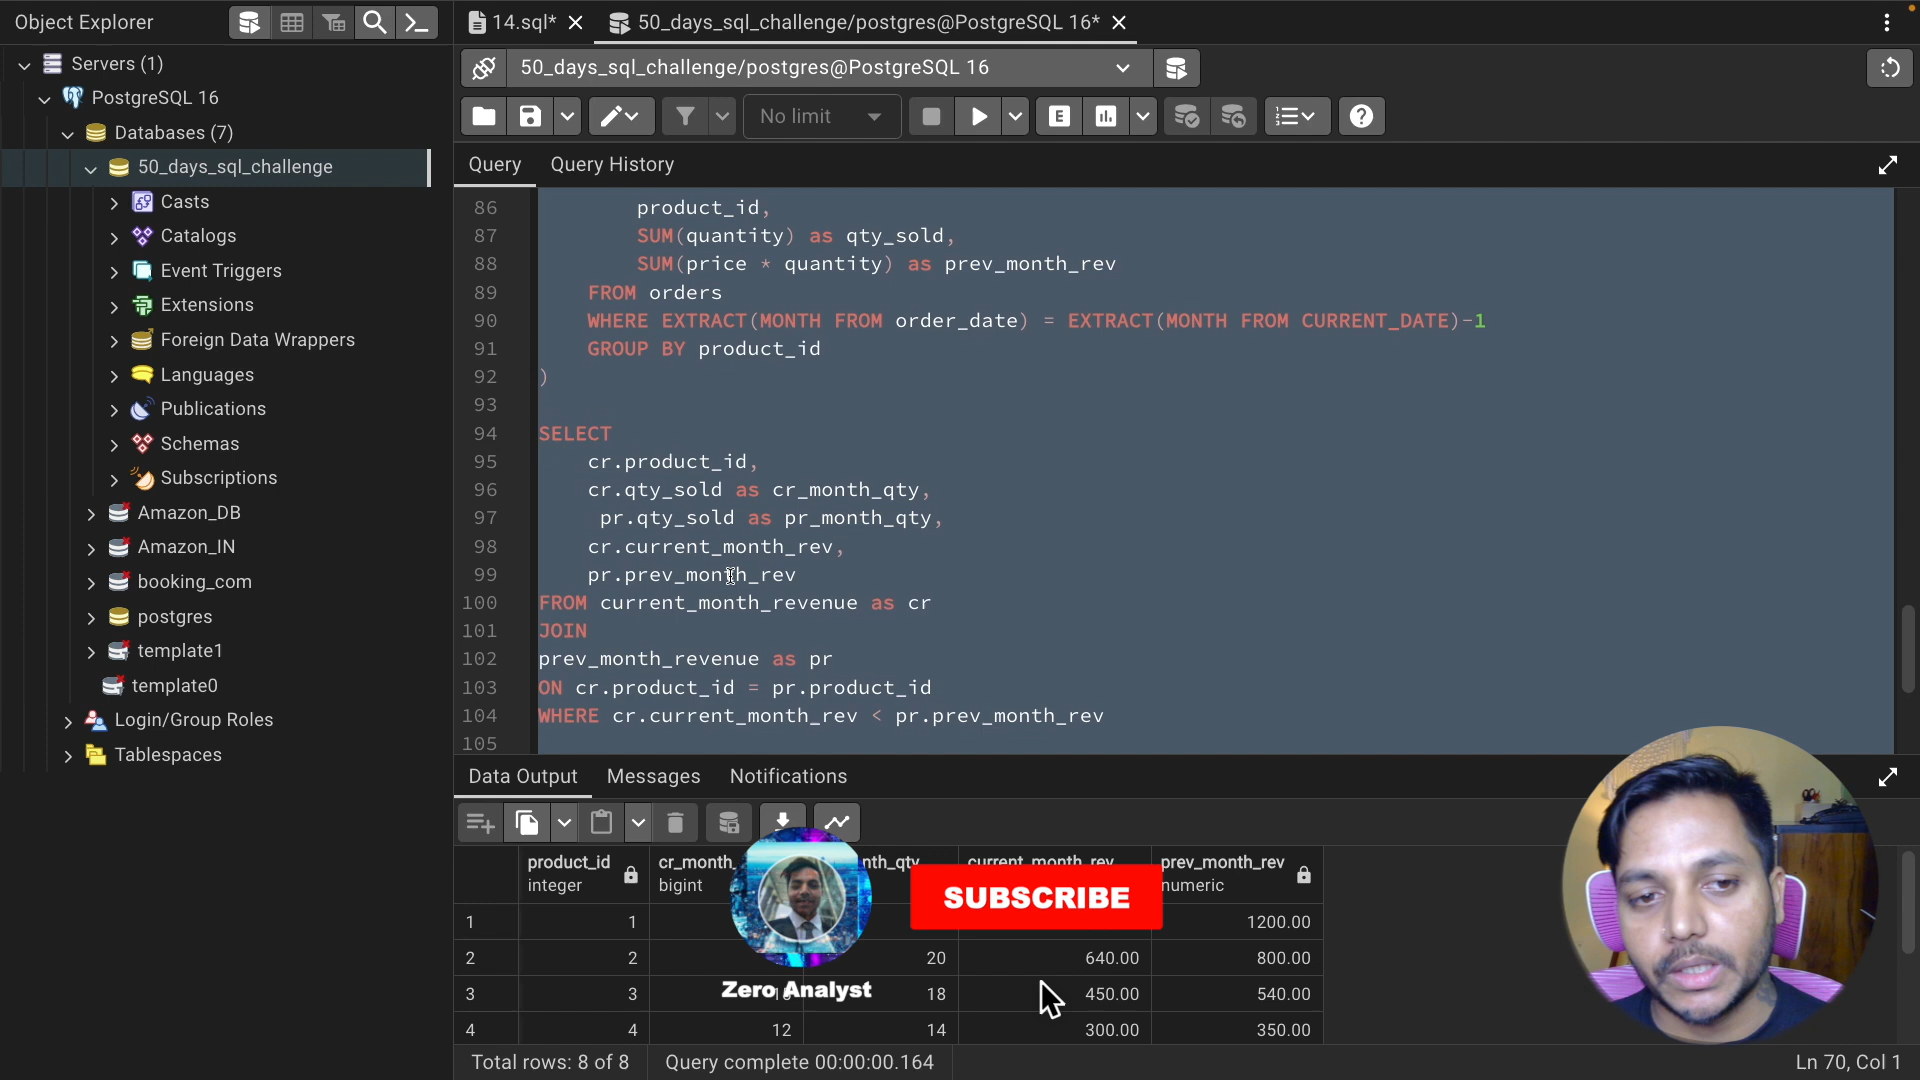 Object Explorer
14.sql*
50_days_sql_challenge/postgres@PostgreSQL 16*
Servers (1)
PostgreSQL 16
Databases (7)
50_days_sql_challenge
Casts
Catalogs
Event Triggers
Extensions
Foreign Data Wrappers
Languages
Publications
Schemas
Subscriptions
Amazon_DB
Amazon_IN
booking_com
postgres
template1
template0
Login/Group Roles
Tablespaces
50_days_sql_challenge/postgres@PostgreSQL 16
No limit
E
Query
Query History
86 product_id,
87 SUM(quantity) as qty_sold,
88 SUM(price * quantity) as prev_month_rev
89 FROM orders
90 WHERE EXTRACT(MONTH FROM order_date) = EXTRACT(MONTH FROM CURRENT_DATE)-1
91 GROUP BY product_id
92 )
93
94 SELECT
95 cr.product_id,
96 cr.qty_sold as cr_month_qty,
97 pr.qty_sold as pr_month_qty,
98 cr.current_month_rev,
99 pr.prev_month_rev
100 FROM current_month_revenue as cr
101 JOIN
102 prev_month_revenue as pr
103 ON cr.product_id = pr.product_id
104 WHERE cr.current_month_rev < pr.prev_month_rev
105
Data Output
Messages
Notifications
product_id cr_month_ nth_qty current_month_rev prev_month_rev
integer bigint numeric
1 1 1200.00
2 2 20 640.00 800.00
3 3 18 450.00 540.00
4 4 12 14 300.00 350.00
SUBSCRIBE
Zero Analyst
Total rows: 8 of 8
Query complete 00:00:00.164
Ln 70, Col 1